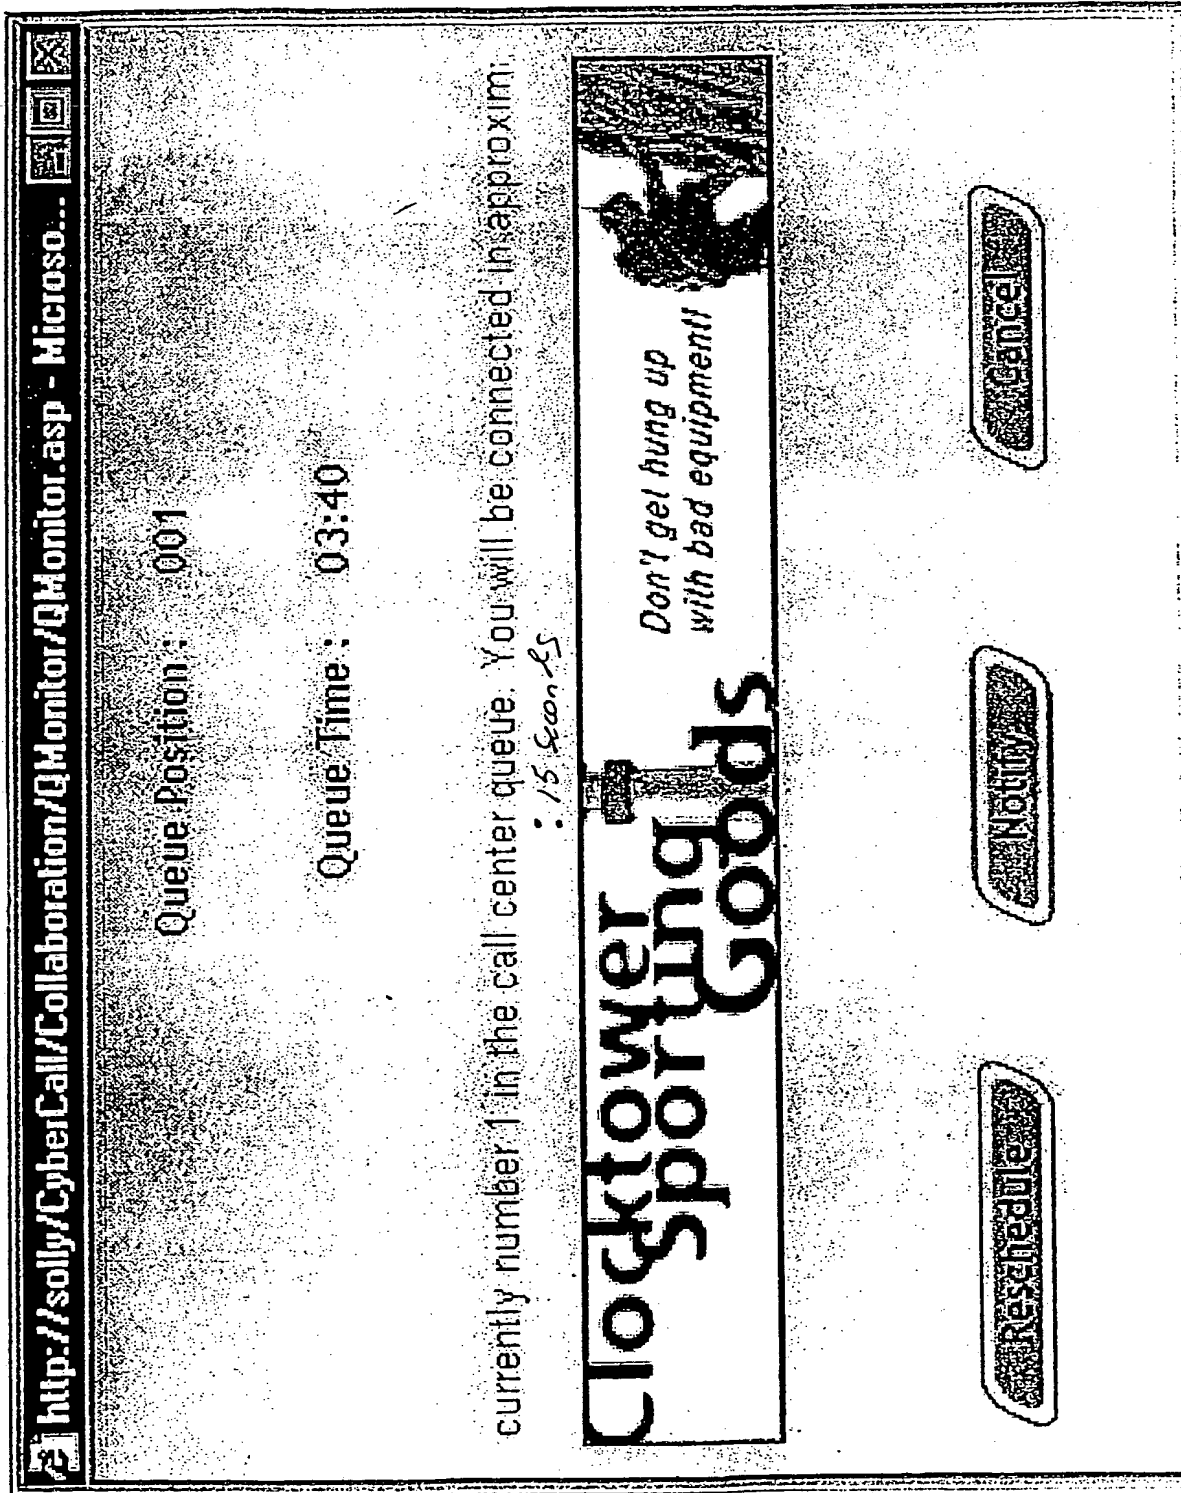 http://solly/CyberCall/Collaboration/QMonitor/QMonitor.asp - Microso...
Queue Position : 001
Queue Time : 03:40
currently number 1 in the call center queue. You will be connected in approxim
: 15 seconds
Clocktower
Sporting
Goods
Don't get hung up
with bad equipment!!
Reschedule
Notify
Cancel